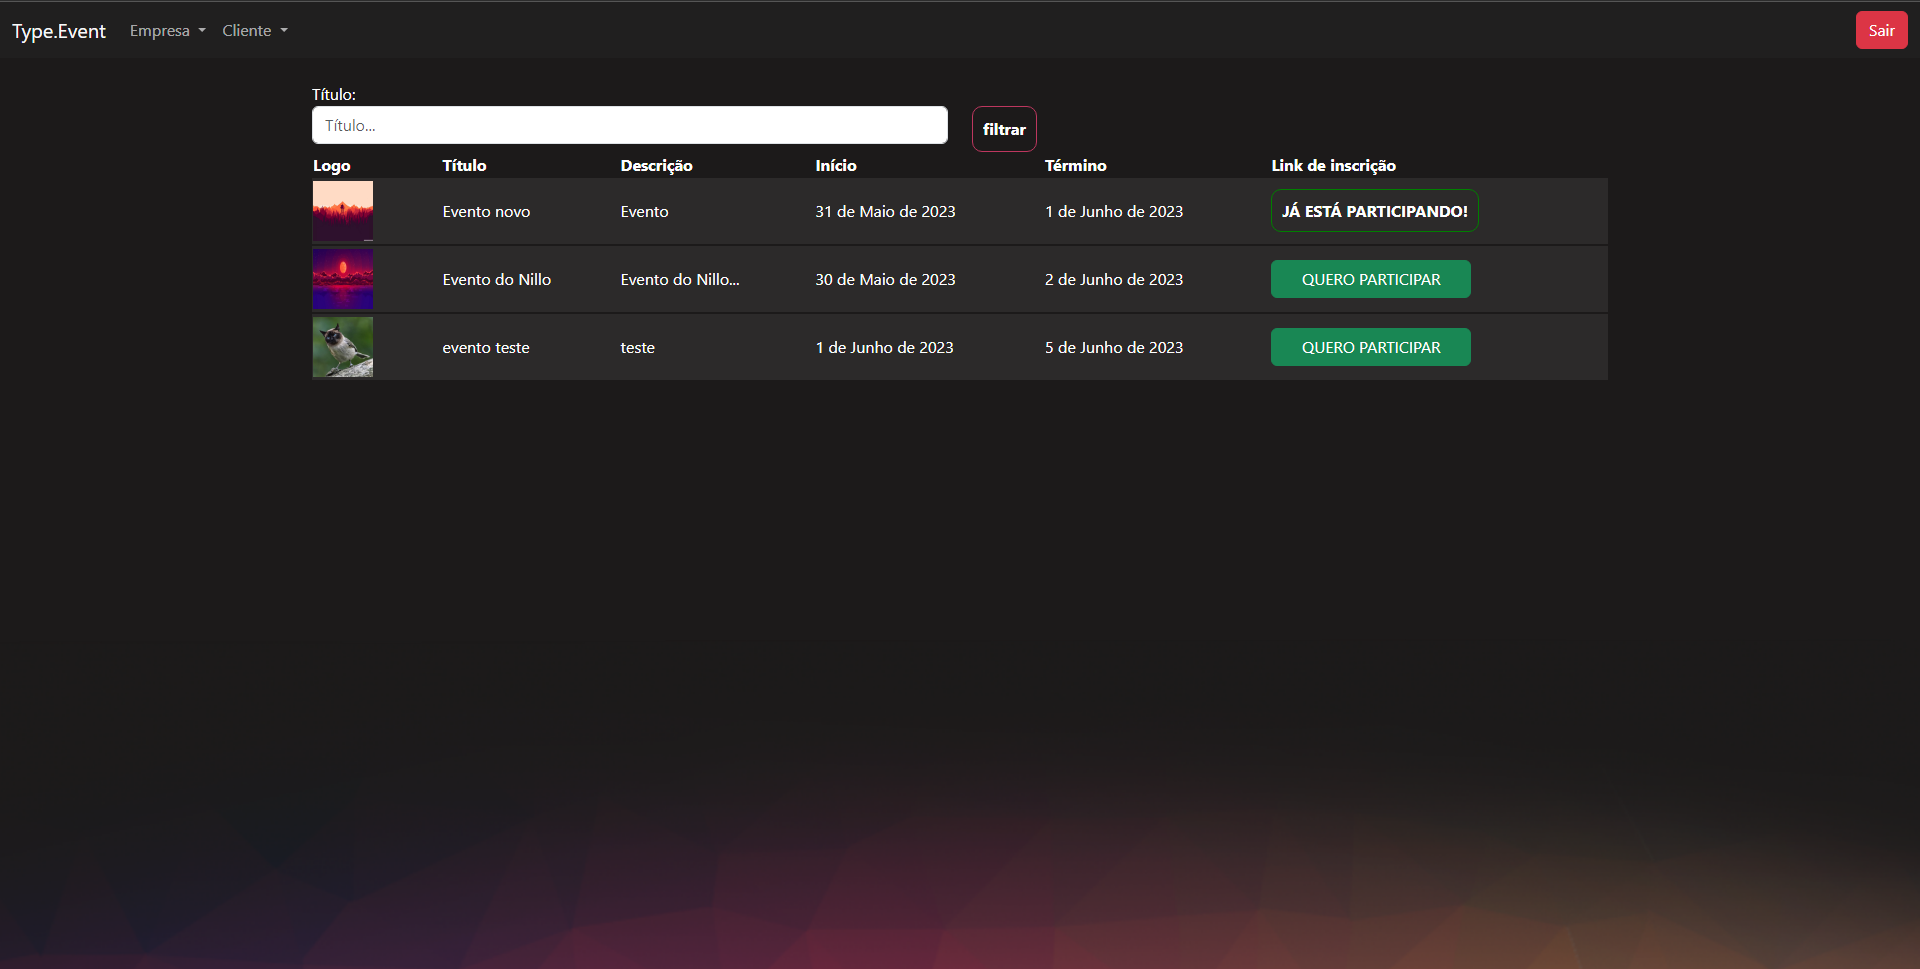 Type.Event Empresa Cliente Sair
Título:
Título...
filtrar
Logo Título Descrição Início Término Link de inscrição
Evento novo Evento 31 de Maio de 2023 1 de Junho de 2023 JÁ ESTÁ PARTICIPANDO!
Evento do Nillo Evento do Nillo... 30 de Maio de 2023 2 de Junho de 2023 QUERO PARTICIPAR
evento teste teste 1 de Junho de 2023 5 de Junho de 2023 QUERO PARTICIPAR